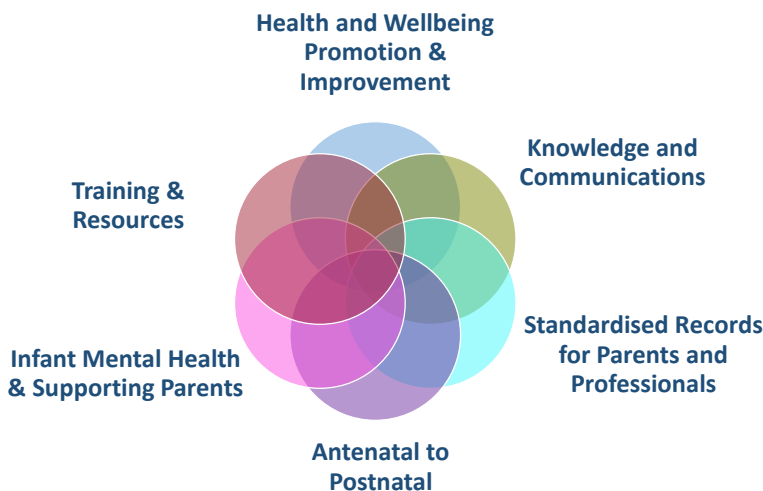 Health and Wellbeing
Promotion &
Improvement
Knowledge and
Communications
Standardised Records
for Parents and
Professionals
Antenatal to
Postnatal
Infant Mental Health
& Supporting Parents
Training &
Resources